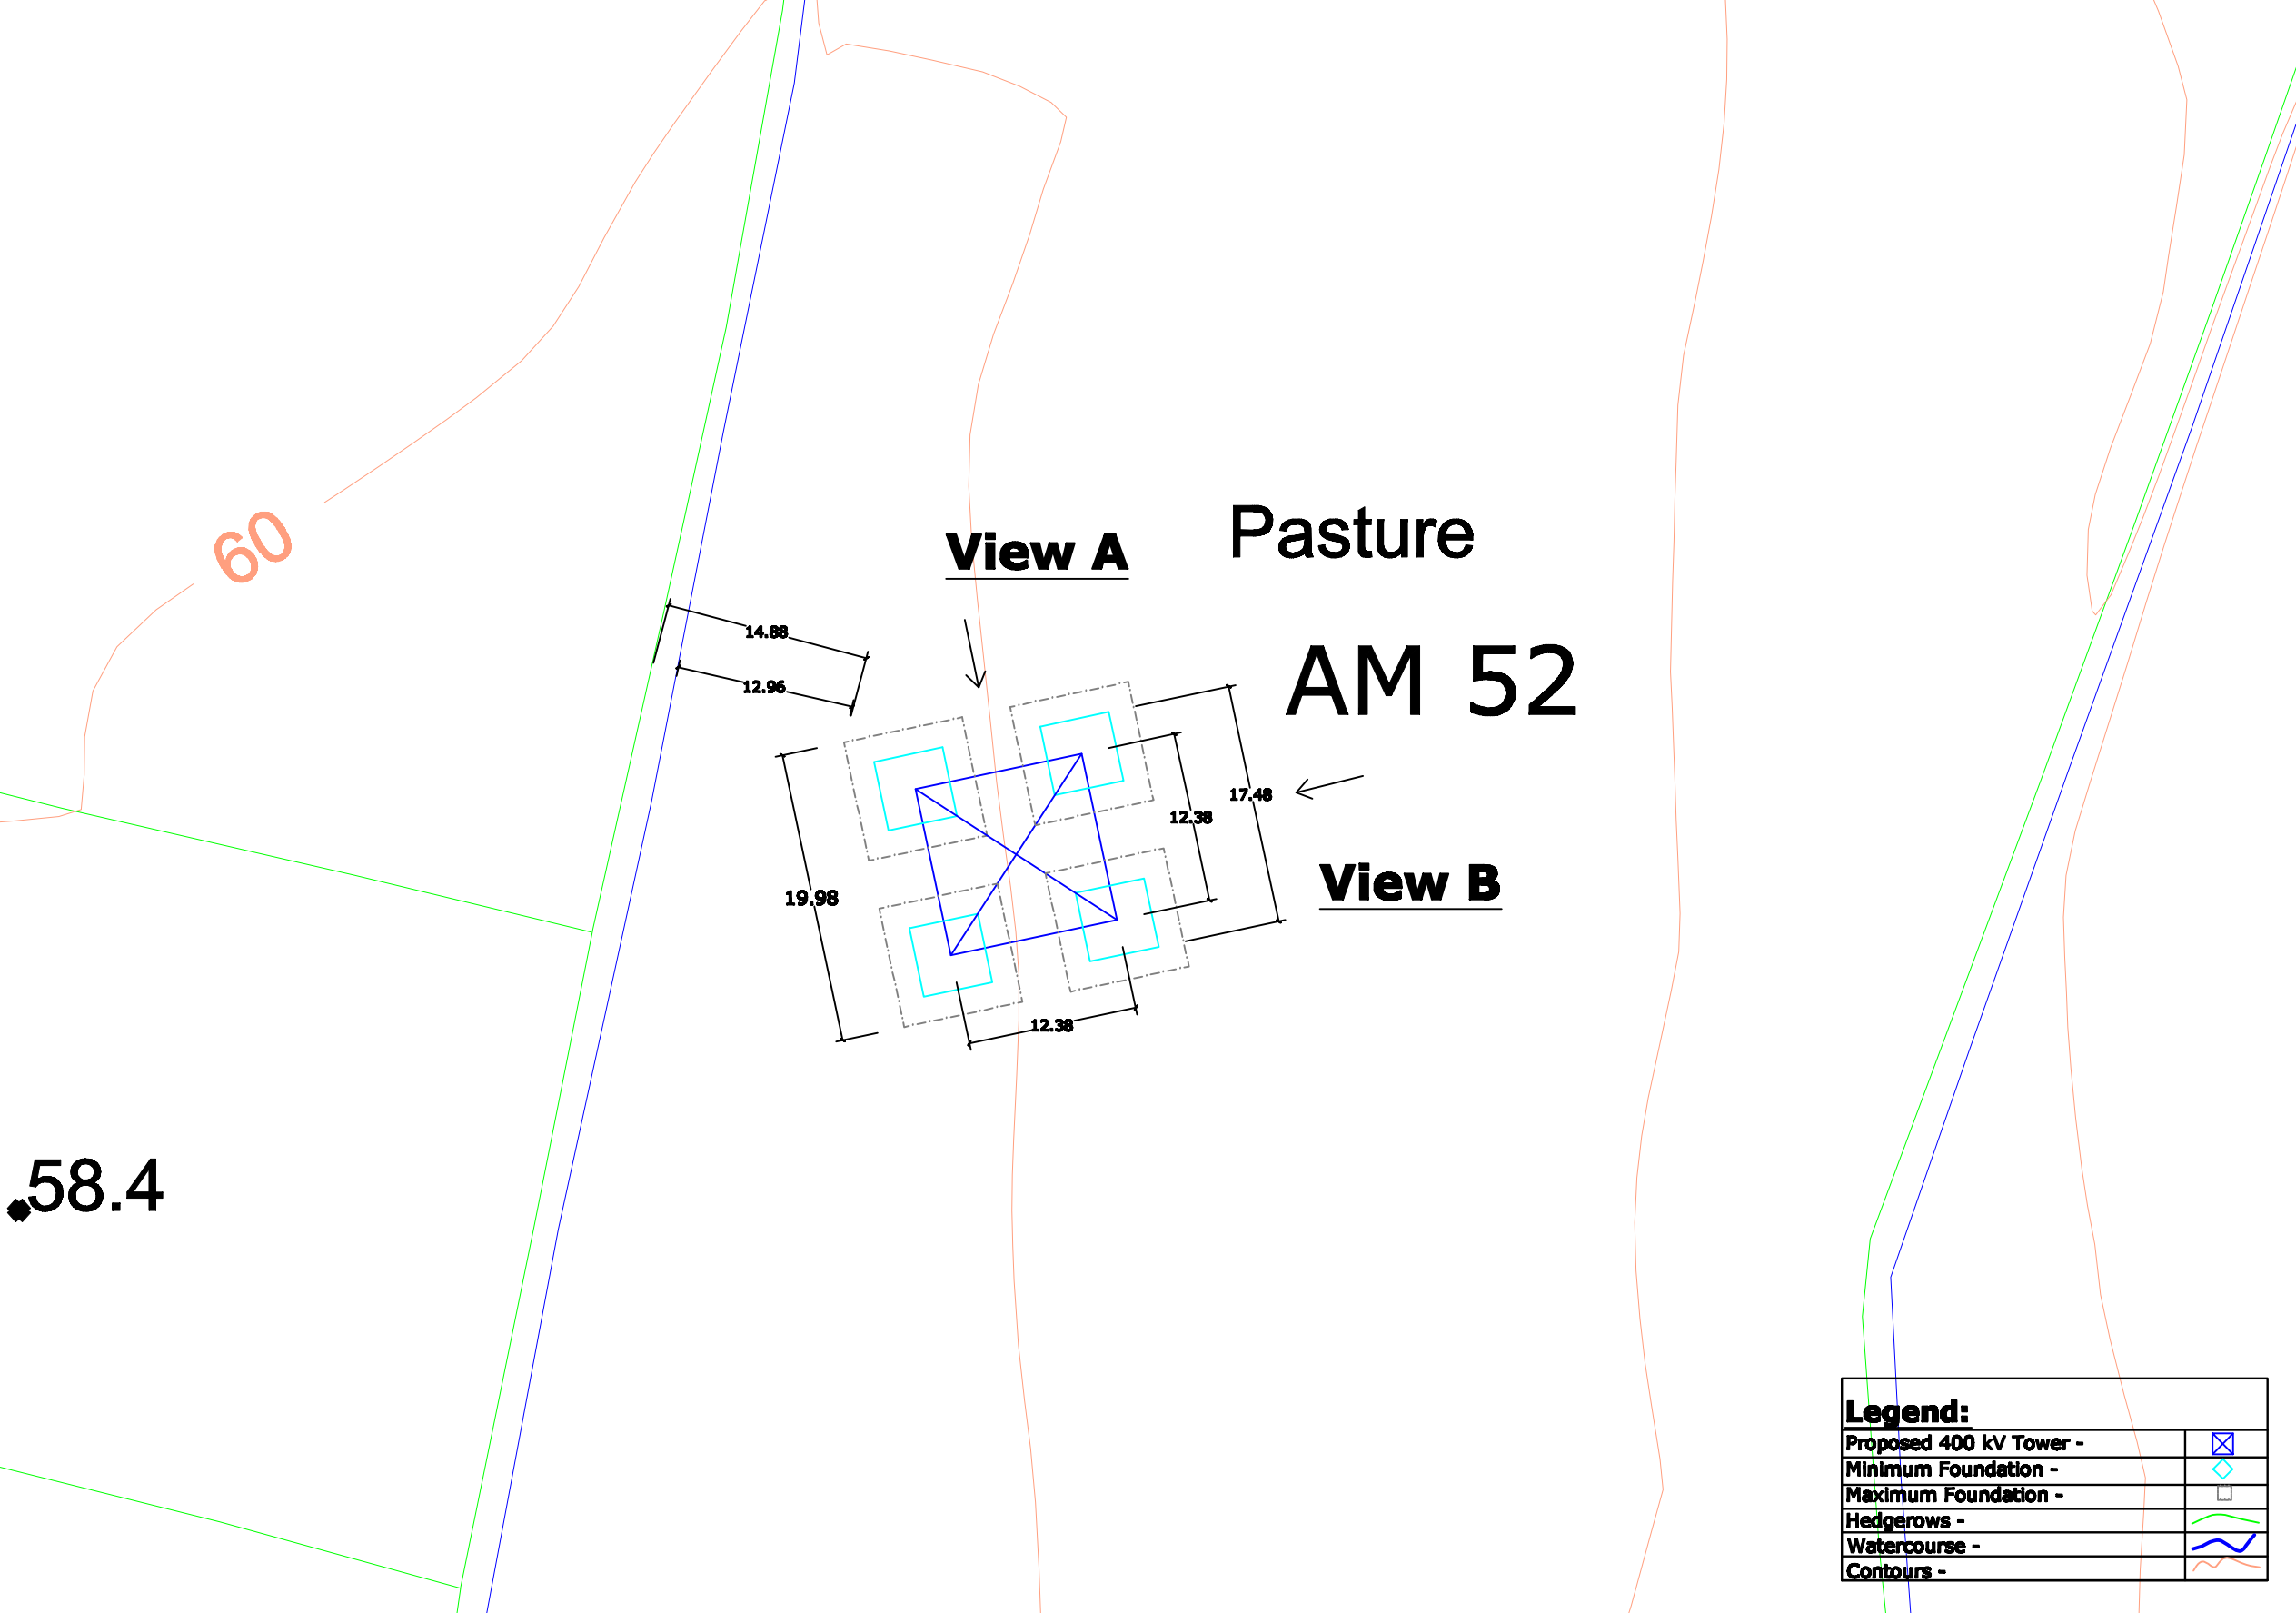 60
View A
Pasture
14.88
12.96
AM 52
17.48
12.38
View B
19.98
12.38
58.4
Legend:
Proposed 400 kV Tower -
Minimum Foundation -
Maximum Foundation -
Hedgerows -
Watercourse -
Contours -